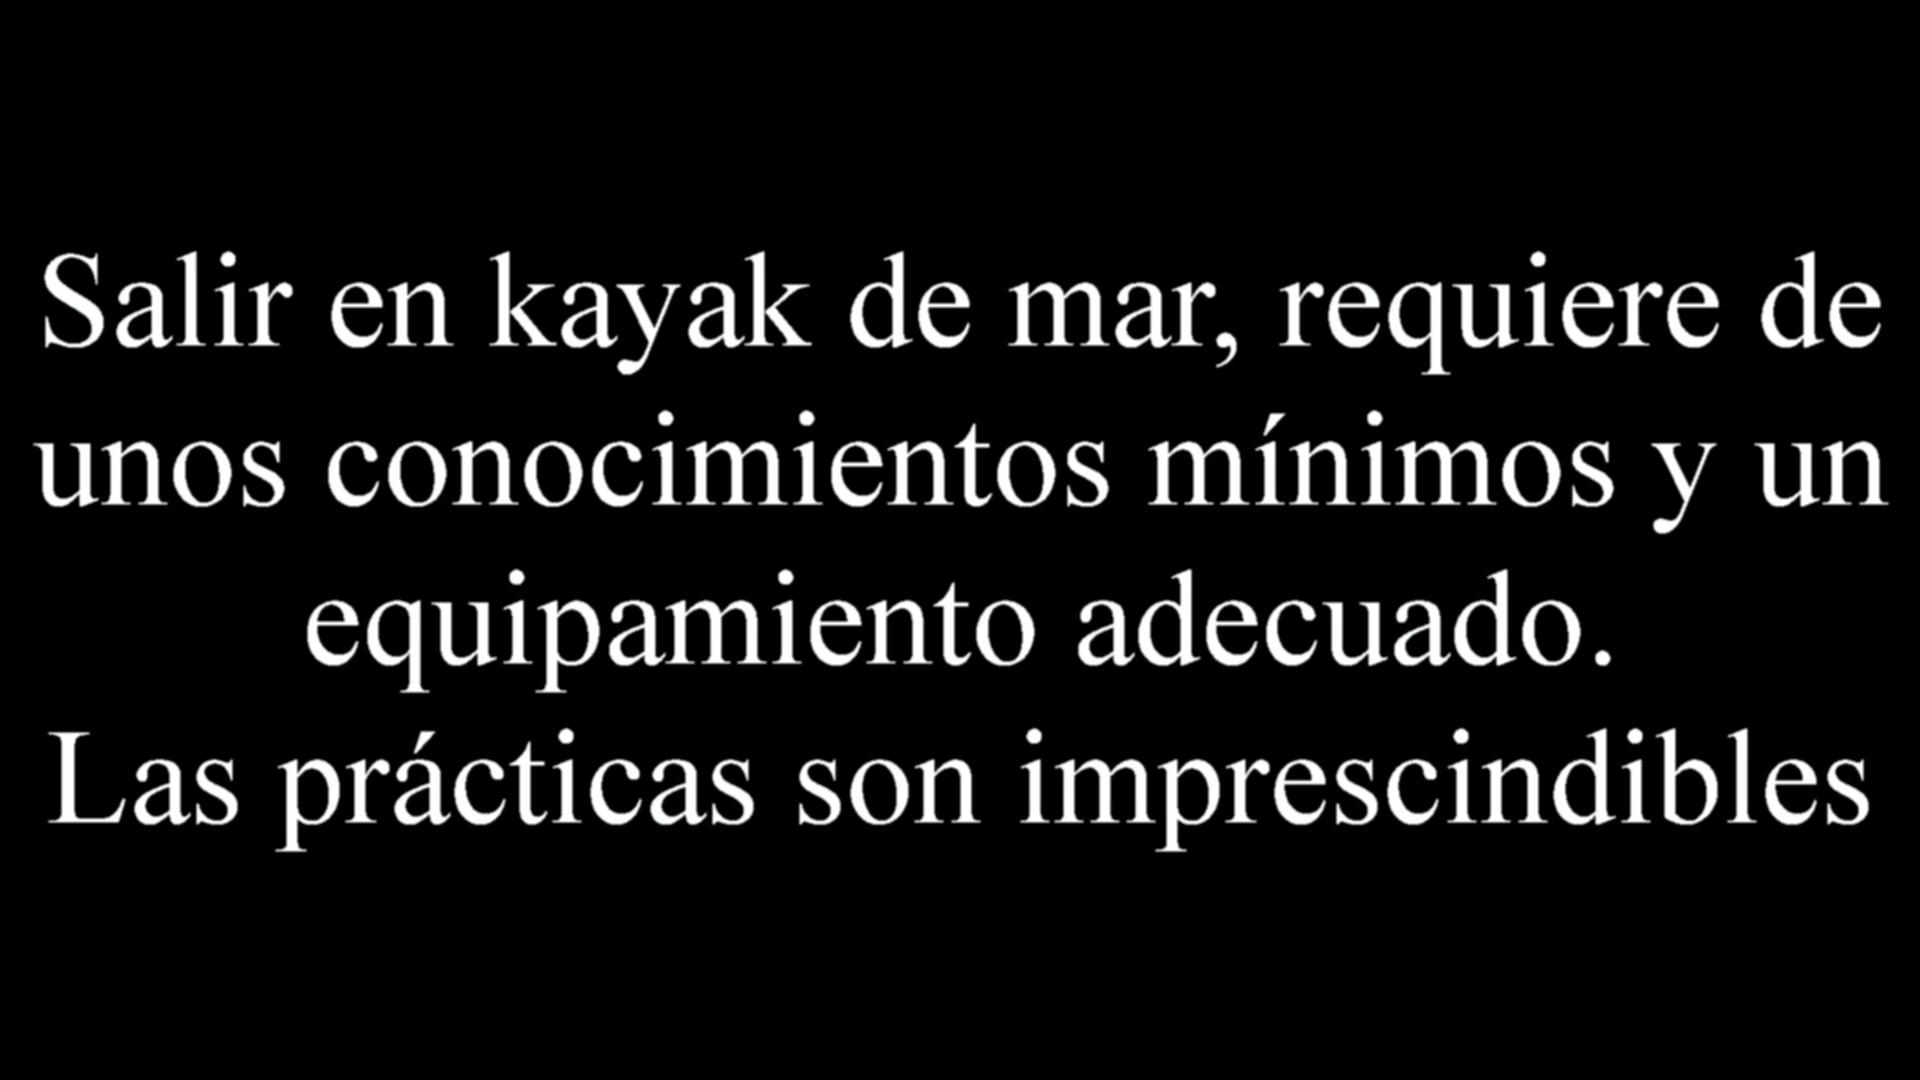 Salir en kayak de mar, requiere de
unos conocimientos mínimos y un
equipamiento adecuado.
Las prácticas son imprescindibles